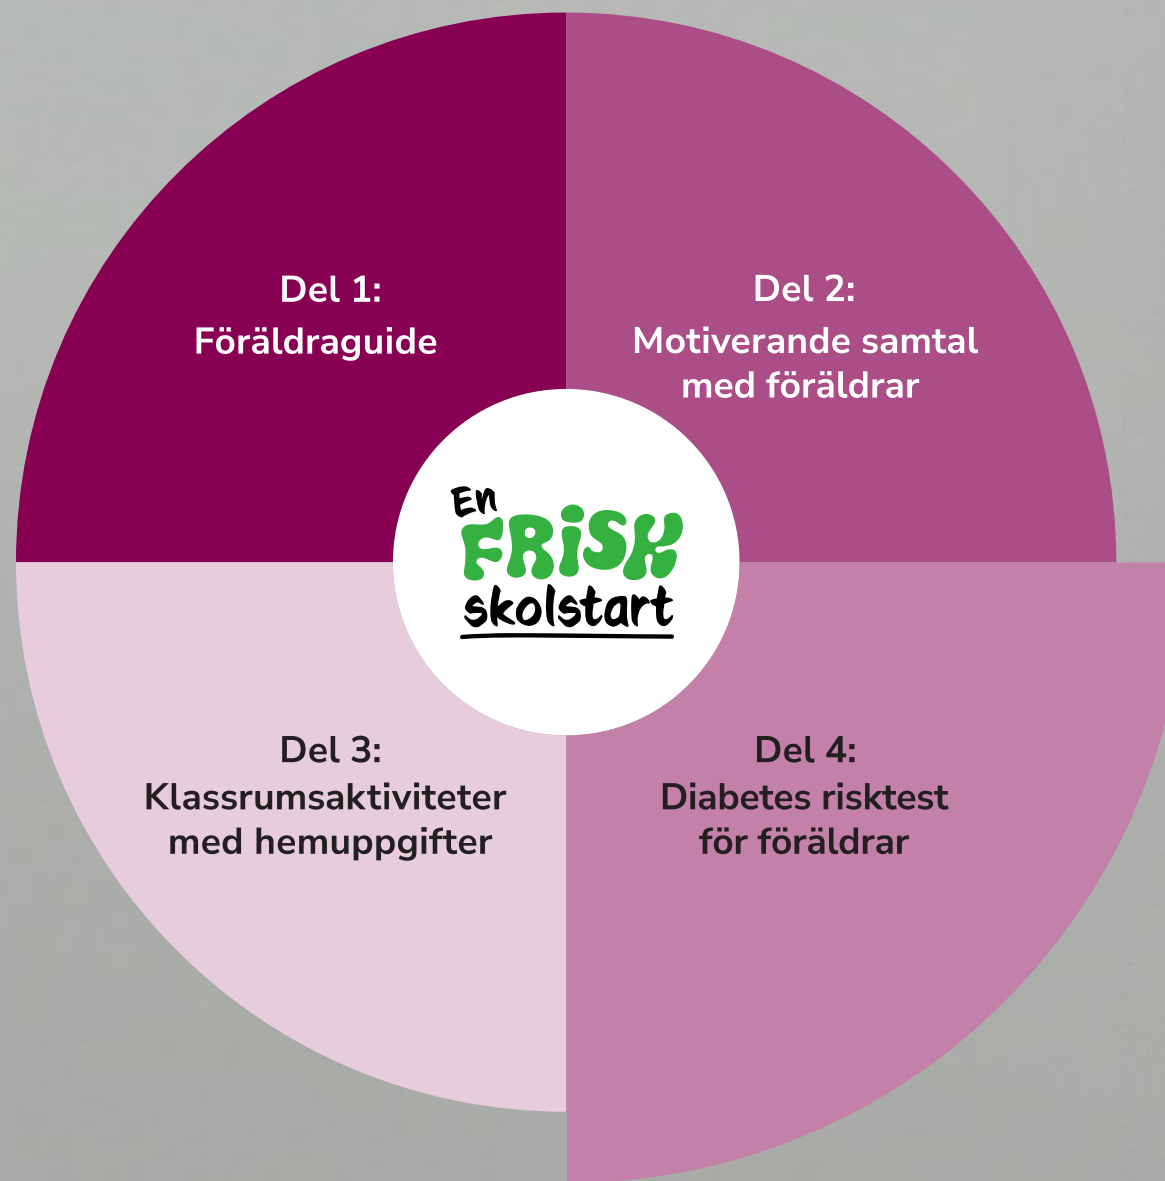 Del 1:
Föräldraguide
Del 2:
Motiverande samtal
med föräldrar
En
FRiSK
skolstart
Del 3:
Klassrumsaktiviteter
med hemuppgifter
Del 4:
Diabetes risktest
för föräldrar